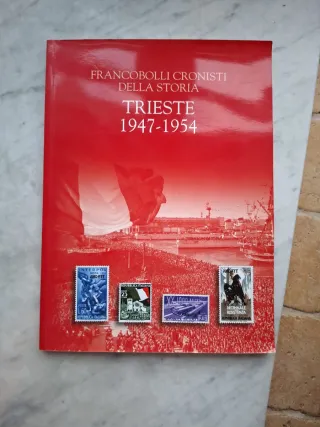 FRANCOBOLLI CRONISTI
DELLA STORIA
TRIESTE
1947-1954